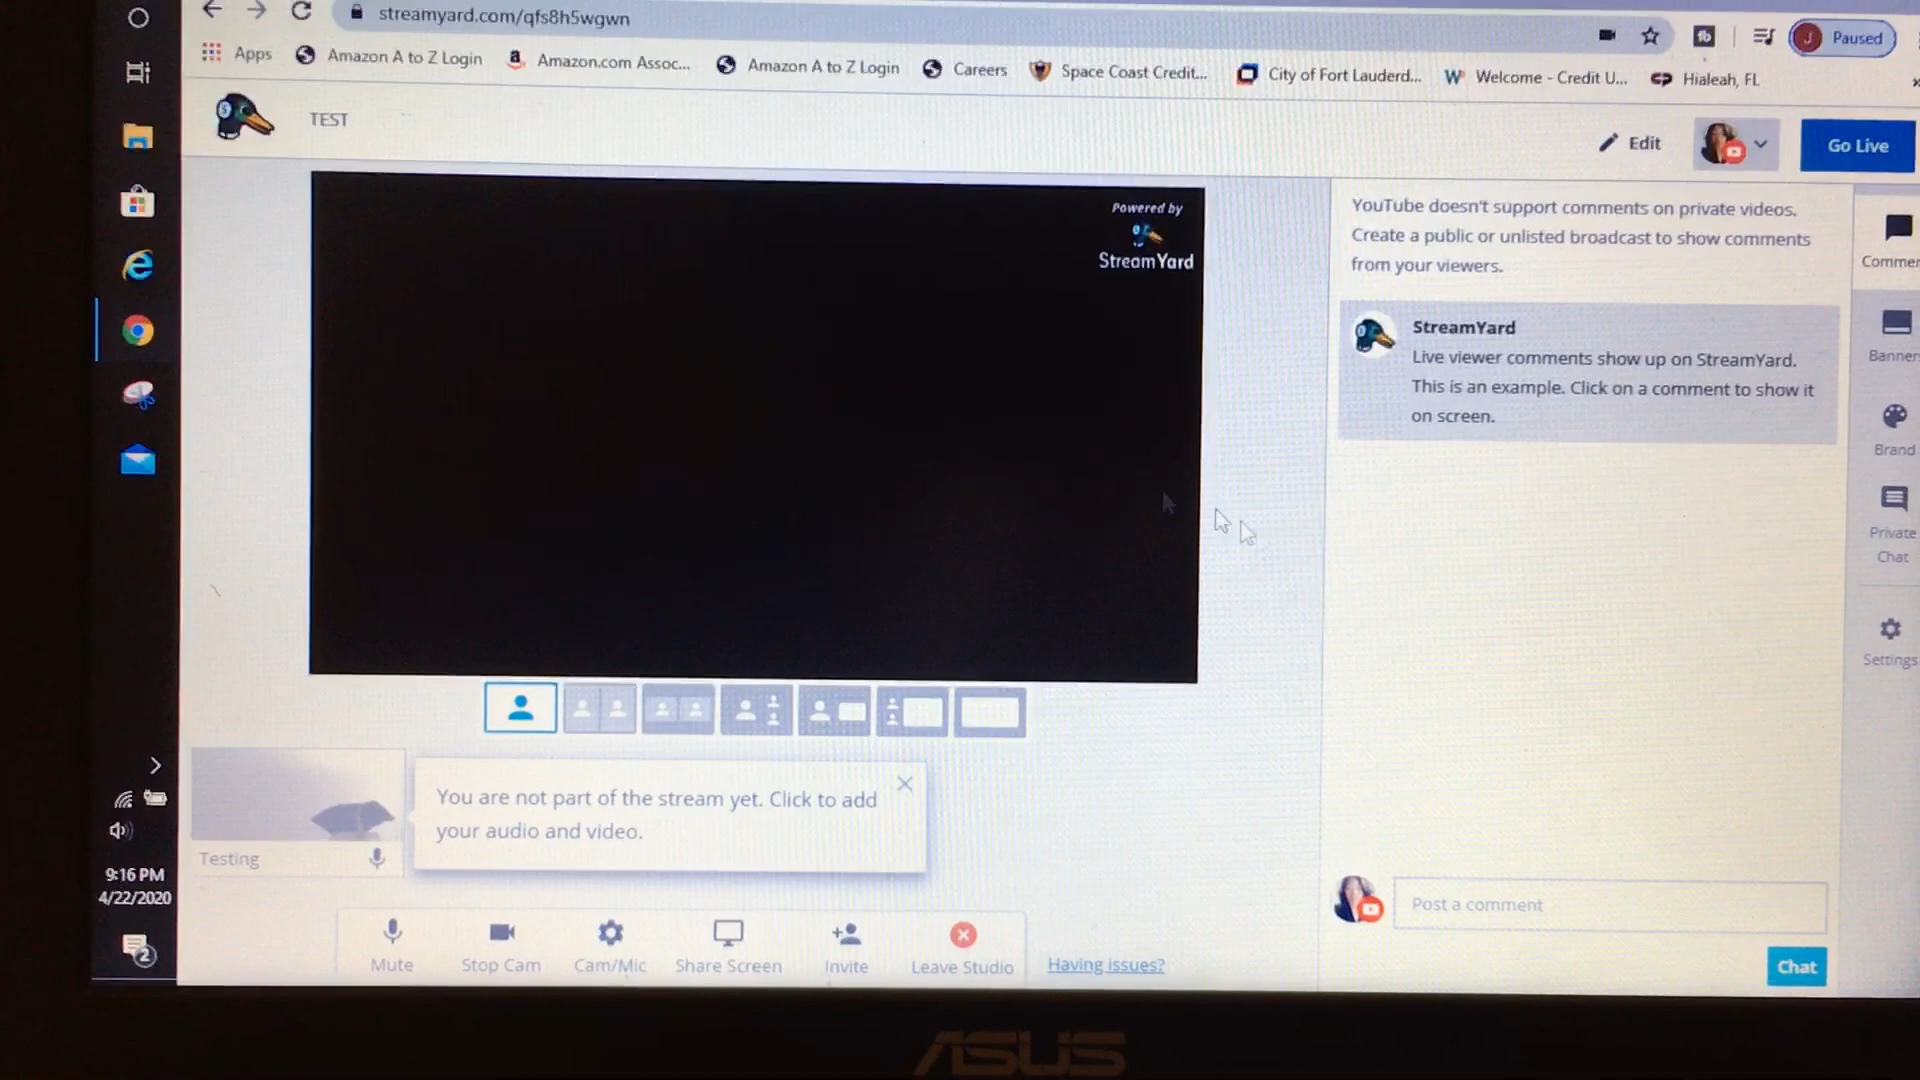 streamyard.com/qfs8h5wgwn
Paused
Apps
Amazon A to Z Login
Amazon.com Assoc...
Amazon A to Z Login
Careers
Space Coast Credit...
City of Fort Lauderd...
Welcome - Credit U...
Hialeah, FL
TEST
Edit
Go Live
Powered by
StreamYard
YouTube doesn't support comments on private videos.
Create a public or unlisted broadcast to show comments
from your viewers.
StreamYard
Live viewer comments show up on StreamYard.
This is an example. Click on a comment to show it
on screen.
Commen
Banner
Brand
Private
Chat
Settings
You are not part of the stream yet. Click to add
your audio and video.
Testing
9:16 PM
4/22/2020
2
Mute
Stop Cam
Cam/Mic
Share Screen
Invite
Leave Studio
Having issues?
Post a comment
Chat
ASUS